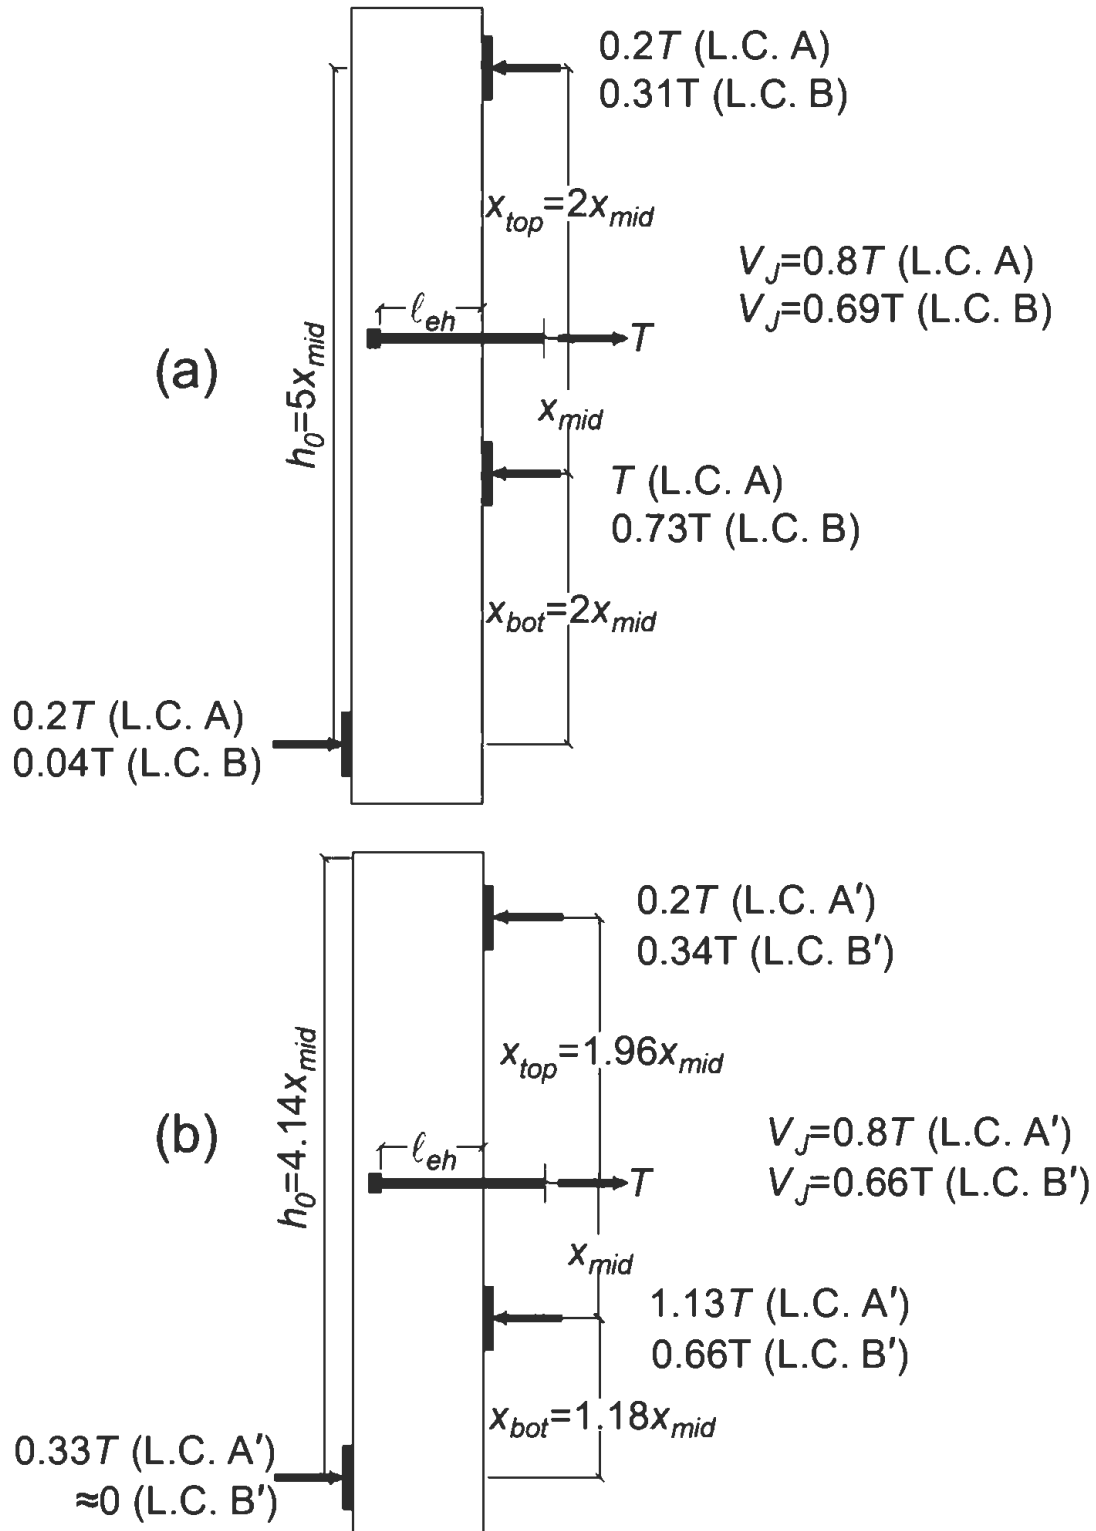 0.2T (L.C. A)
0.31T (L.C. B)
x_top=2x_mid
V_J=0.8T (L.C. A)
V_J=0.69T (L.C. B)
ℓ_eh
T
(a)
h_0=5x_mid
x_mid
T (L.C. A)
0.73T (L.C. B)
x_bot=2x_mid
0.2T (L.C. A)
0.04T (L.C. B)
0.2T (L.C. A′)
0.34T (L.C. B′)
x_top=1.96x_mid
h_0=4.14x_mid
(b)
ℓ_eh
T
V_J=0.8T (L.C. A′)
V_J=0.66T (L.C. B′)
x_mid
1.13T (L.C. A′)
0.66T (L.C. B′)
x_bot=1.18x_mid
0.33T (L.C. A′)
≈0 (L.C. B′)